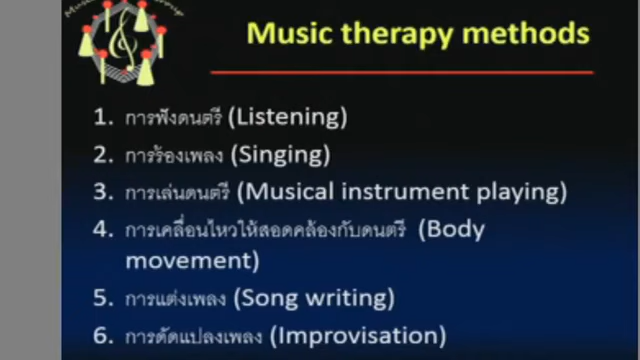 Music therapy methods
1. การฟังดนตรี (Listening)
2. การร้องเพลง (Singing)
3. การเล่นดนตรี (Musical instrument playing)
4. การเคลื่อนไหวให้สอดคล้องกับดนตรี (Body
movement)
5. การแต่งเพลง (Song writing)
6. การดัดแปลงเพลง (Improvisation)